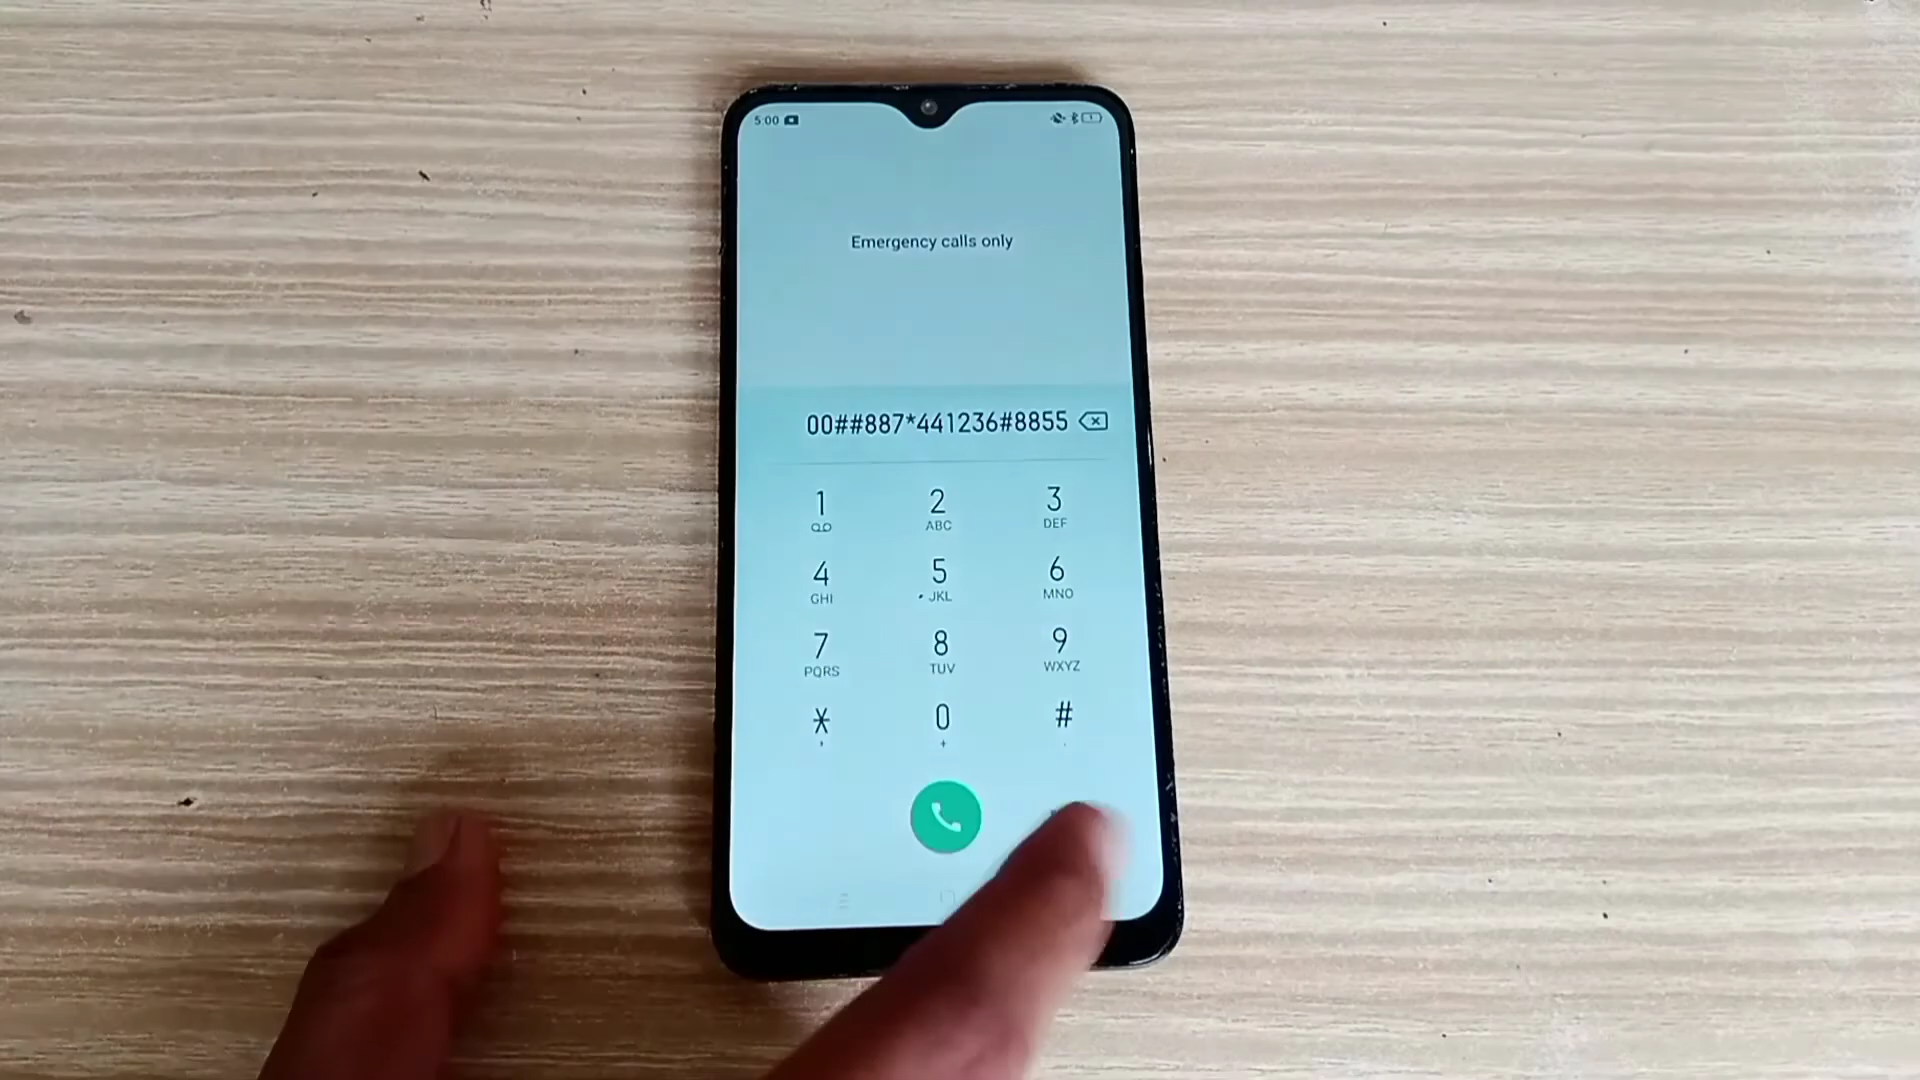 5:00
Emergency calls only
00##887*441236#8855
1 2 3
ABC DEF
4 5 6
GHI JKL MNO
7 8 9
PQRS TUV WXYZ
* 0 #
, +